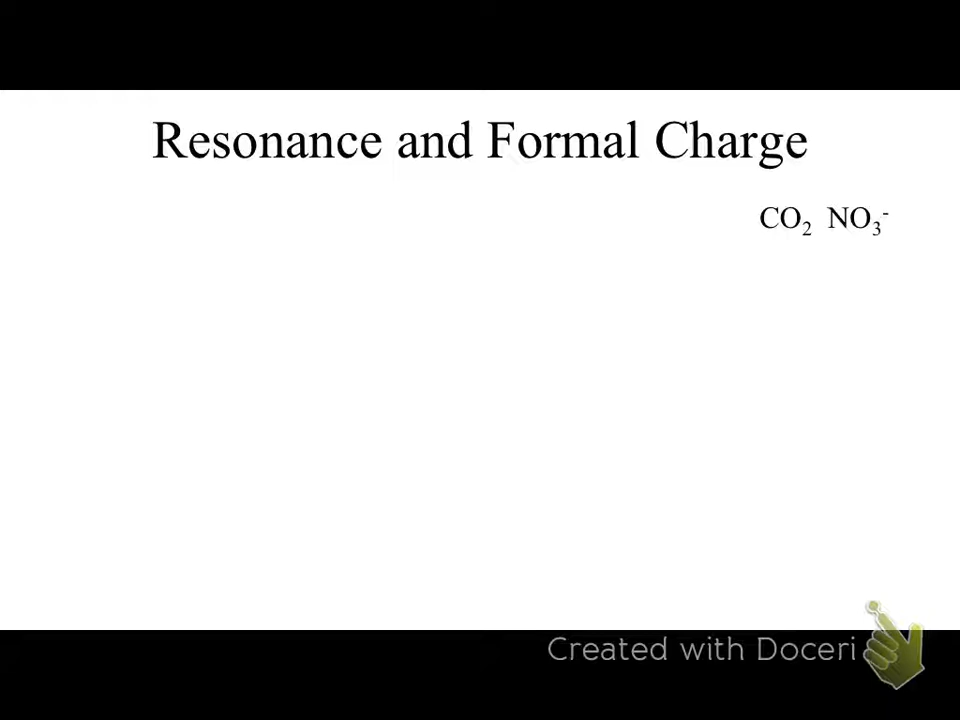 Resonance and Formal Charge
CO₂ NO₃⁻
Created with Doceri